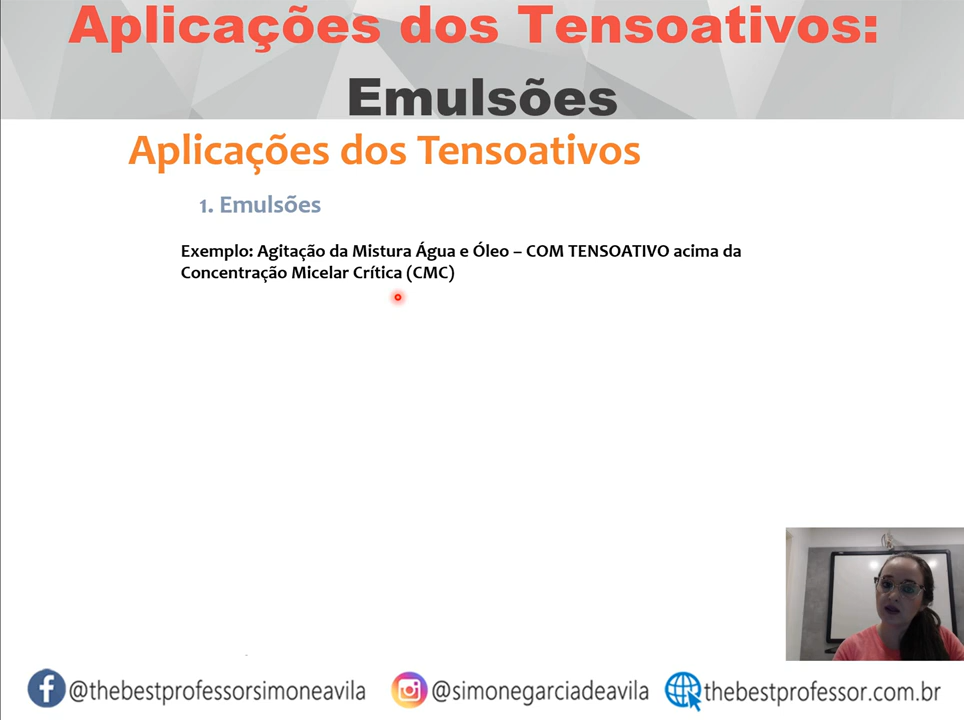 Aplicações dos Tensoativos:
Emulsões
Aplicações dos Tensoativos
1. Emulsões
Exemplo: Agitação da Mistura Água e Óleo – COM TENSOATIVO acima da
Concentração Micelar Crítica (CMC)
@thebestprofessorsimoneavila @simonegarciadeavila thebestprofessor.com.br